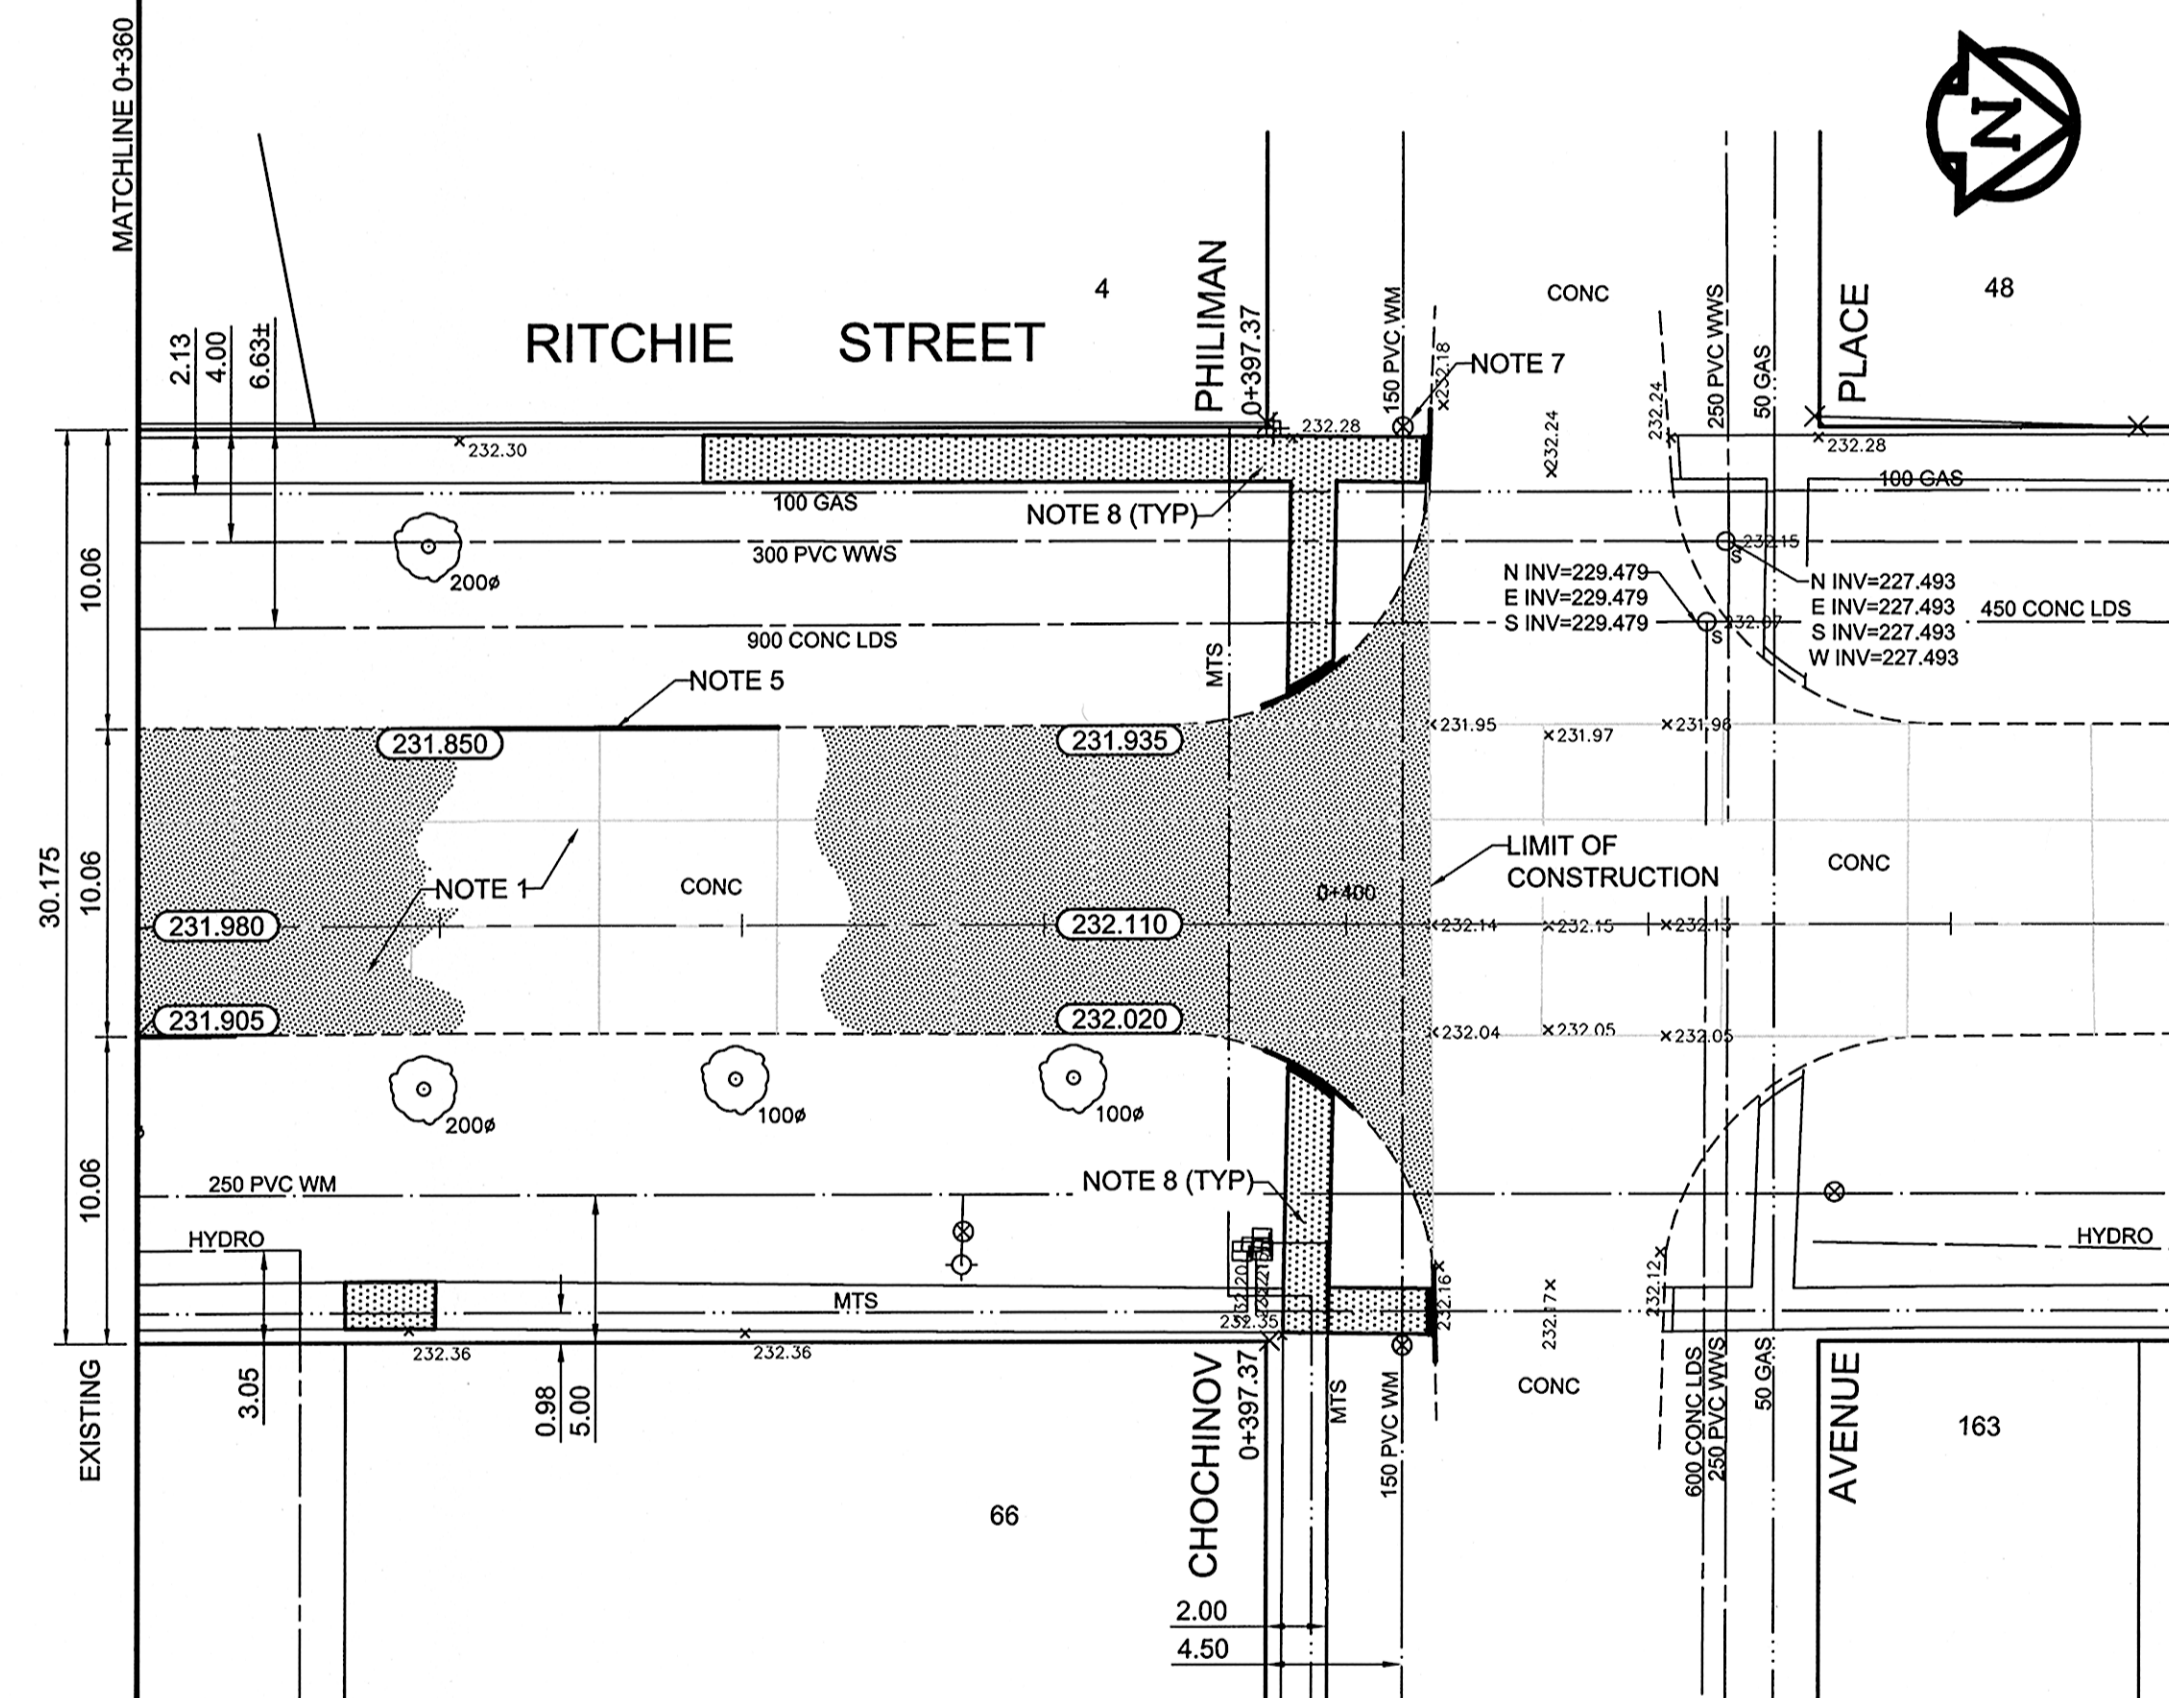 MATCHLINE 0+360
N
4
CONC
48
RITCHIE STREET
PHILIMAN
0+397.37
150 PVC WM
232.18
NOTE 7
250 PVC WWS
50 GAS
PLACE
2.13
4.00
6.63±
232.30
232.28
232.24
232.24
232.28
100 GAS
100 GAS
NOTE 8 (TYP)
300 PVC WWS
200ø
232.15
S
N INV=229.479
E INV=229.479
S INV=229.479
N INV=227.493
E INV=227.493
S INV=227.493
W INV=227.493
450 CONC LDS
232.07
S
10.06
900 CONC LDS
MTS
NOTE 5
231.850
231.935
231.95
231.97
231.96
30.175
10.06
NOTE 1
CONC
LIMIT OF
CONSTRUCTION
CONC
0+400
231.980
232.110
232.14
232.15
232.13
231.905
232.020
232.04
232.05
232.05
200ø
100ø
100ø
10.06
250 PVC WM
NOTE 8 (TYP)
HYDRO
HYDRO
MTS
232.20
232.35
232.16
232.17
232.12
232.36
232.36
EXISTING
3.05
0.98
5.00
CHOCHINOV
0+397.37
MTS
150 PVC WM
CONC
600 CONC LDS
250 PVC WWS
50 GAS
AVENUE
163
66
2.00
4.50